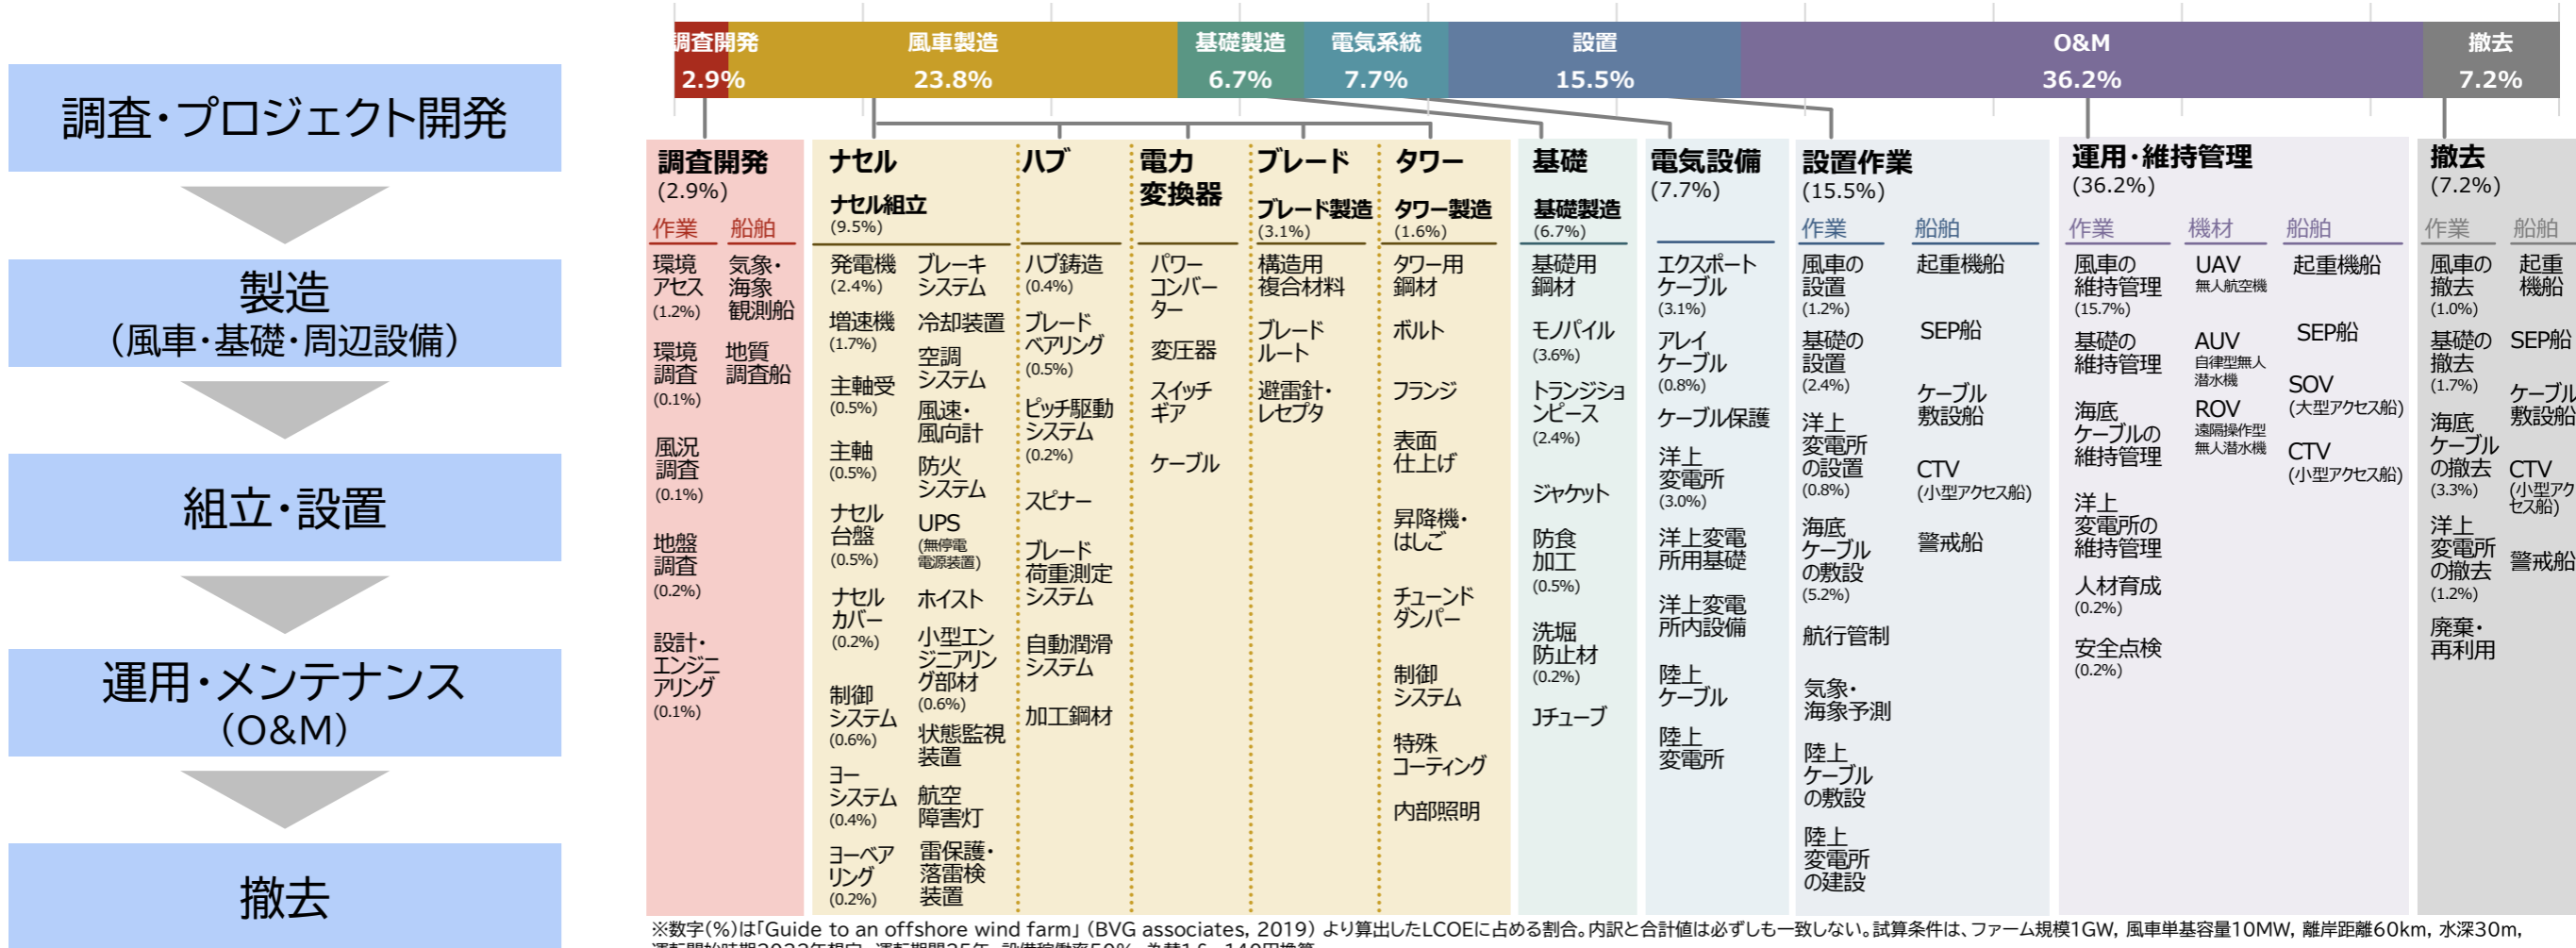 調査・プロジェクト開発
製造
（風車・基礎・周辺設備）
組立・設置
運用・メンテナンス
（O&M）
撤去
調査開発
2.9%
風車製造
23.8%
基礎製造
6.7%
電気系統
7.7%
設置
15.5%
O&M
36.2%
撤去
7.2%
調査開発
(2.9%)
作業
環境
アセス
(1.2%)
環境
調査
(0.1%)
風況
調査
(0.1%)
地盤
調査
(0.2%)
設計・
エンジニ
アリング
(0.1%)
船舶
気象・
海象
観測船
地質
調査船
ナセル
ナセル組立
(9.5%)
発電機
(2.4%)
増速機
(1.7%)
主軸受
(0.5%)
主軸
(0.5%)
ナセル
台盤
(0.5%)
ナセル
カバー
(0.2%)
制御
システム
(0.6%)
ヨー
システム
(0.4%)
ヨーベア
リング
(0.2%)
ブレーキ
システム
冷却装置
空調
システム
風速・
風向計
防火
システム
UPS
(無停電
電源装置)
ホイスト
小型エン
ジニアリン
グ部材
(0.6%)
状態監視
装置
航空
障害灯
雷保護・
落雷検
装置
ハブ
ハブ鋳造
(0.4%)
ブレード
ベアリング
(0.5%)
ピッチ駆動
システム
(0.2%)
スピナー
ブレード
荷重測定
システム
自動潤滑
システム
加工鋼材
電力
変換器
パワー
コンバー
ター
変圧器
スイッチ
ギア
ケーブル
ブレード
ブレード製造
(3.1%)
構造用
複合材料
ブレード
ルート
避雷針・
レセプタ
タワー
タワー製造
(1.6%)
タワー用
鋼材
ボルト
フランジ
表面
仕上げ
昇降機・
はしご
チューンド
ダンパー
制御
システム
特殊
コーティング
内部照明
基礎
基礎製造
(6.7%)
基礎用
鋼材
モノパイル
(3.6%)
トランジショ
ンピース
(2.4%)
ジャケット
防食
加工
(0.5%)
洗堀
防止材
(0.2%)
Jチューブ
電気設備
(7.7%)
エクスポート
ケーブル
(3.1%)
アレイ
ケーブル
(0.8%)
ケーブル保護
洋上
変電所
(3.0%)
洋上変電
所用基礎
洋上変電
所内設備
陸上
ケーブル
陸上
変電所
設置作業
(15.5%)
作業
風車の
設置
(1.2%)
基礎の
設置
(2.4%)
洋上
変電所
の設置
(0.8%)
海底
ケーブル
の敷設
(5.2%)
航行管制
気象・
海象予測
陸上
ケーブル
の敷設
陸上
変電所
の建設
船舶
起重機船
SEP船
ケーブル
敷設船
CTV
(小型アクセス船)
警戒船
運用・維持管理
(36.2%)
作業
風車の
維持管理
(15.7%)
基礎の
維持管理
海底
ケーブルの
維持管理
洋上
変電所の
維持管理
人材育成
(0.2%)
安全点検
(0.2%)
機材
UAV
無人航空機
AUV
自律型無人
潜水機
ROV
遠隔操作型
無人潜水機
船舶
起重機船
SEP船
SOV
(大型アクセス船)
CTV
(小型アクセス船)
撤去
(7.2%)
作業
風車の
撤去
(1.0%)
基礎の
撤去
(1.7%)
海底
ケーブル
の撤去
(3.3%)
洋上
変電所
の撤去
(1.2%)
廃棄・
再利用
船舶
起重
機船
SEP船
ケーブル
敷設船
CTV
(小型アク
セス船)
警戒船
※数字(%)は「Guide to an offshore wind farm」（BVG associates, 2019）より算出したLCOEに占める割合。内訳と合計値は必ずしも一致しない。試算条件は、ファーム規模1GW, 風車単基容量10MW, 離岸距離60km, 水深30m,